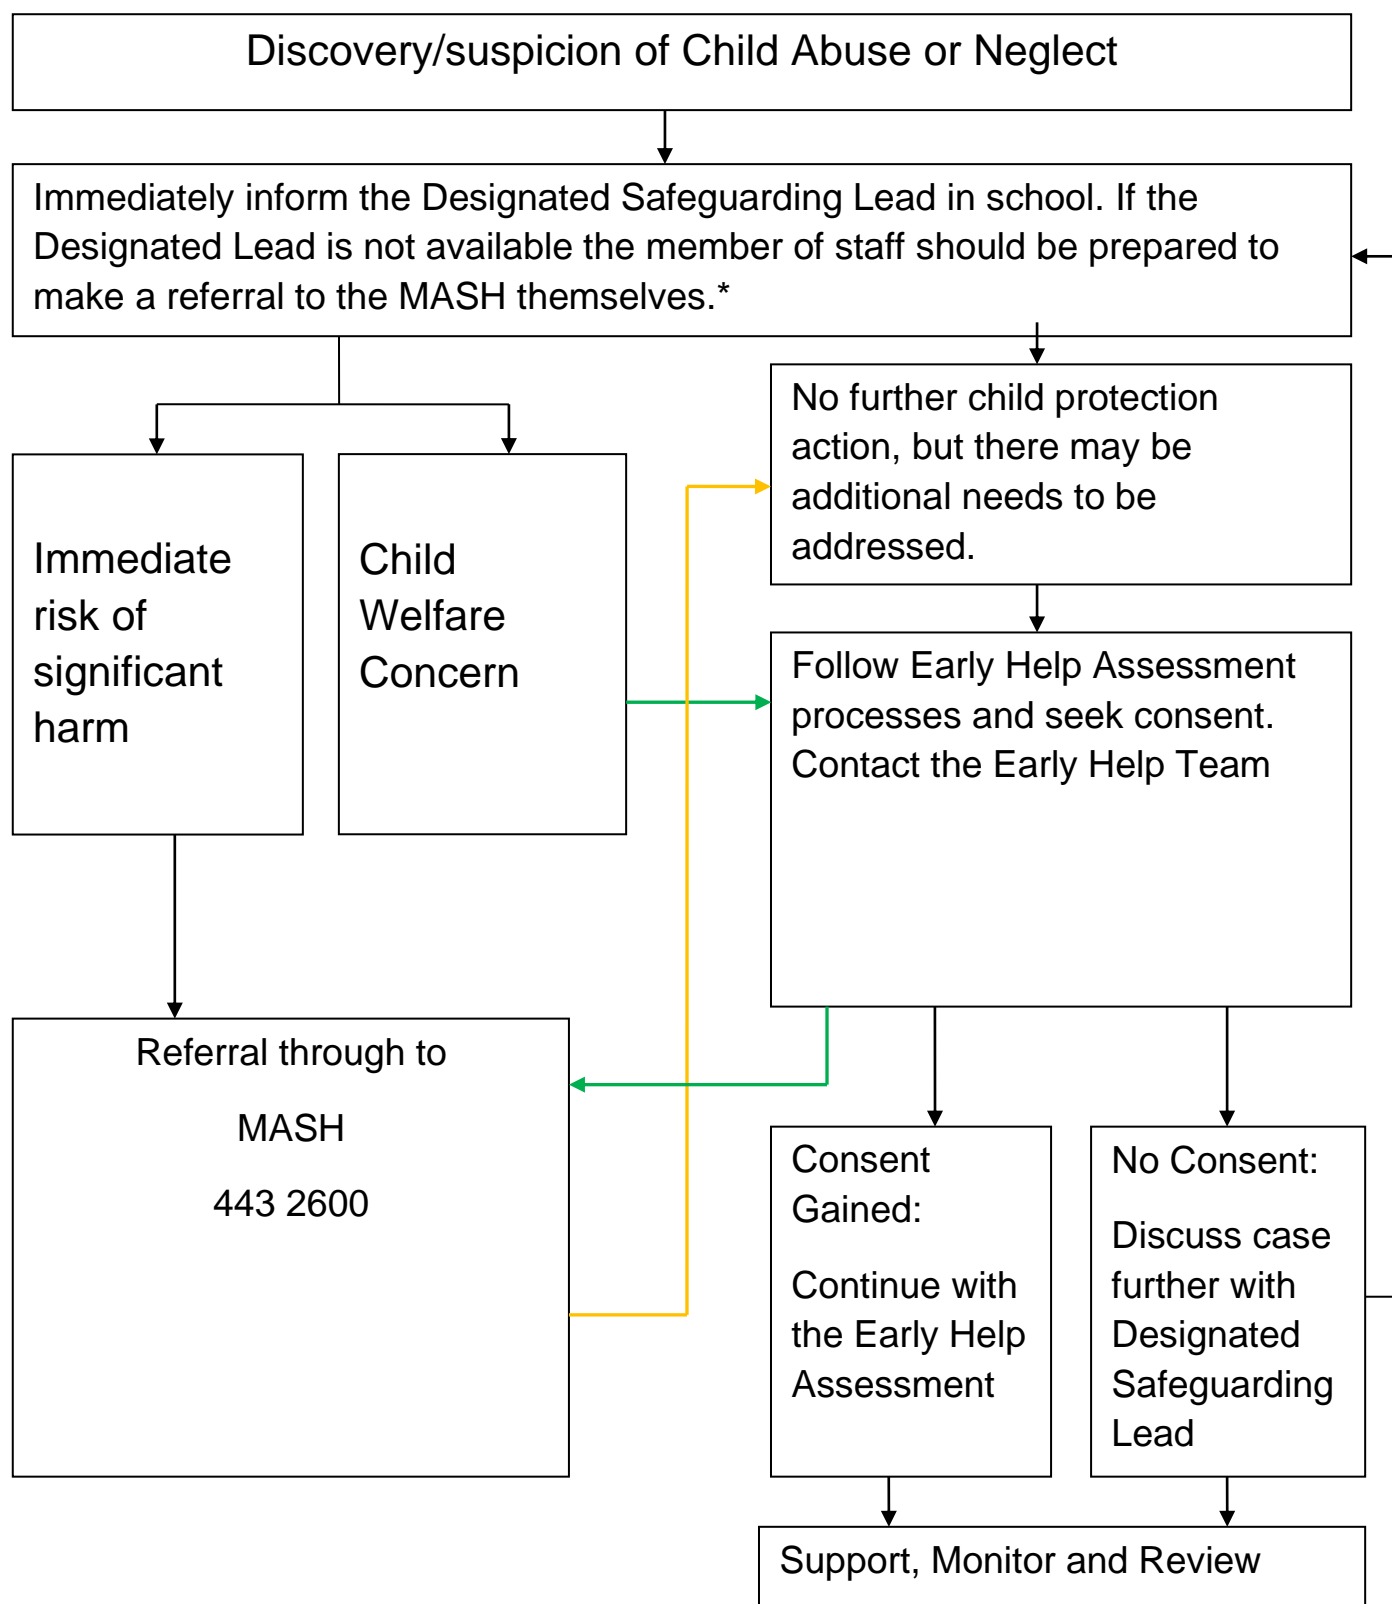 Discovery/suspicion of Child Abuse or Neglect
Immediately inform the Designated Safeguarding Lead in school. If the
Designated Lead is not available the member of staff should be prepared to
make a referral to the MASH themselves.*
No further child protection
action, but there may be
additional needs to be
addressed.
Immediate
risk of
significant
harm
Child
Welfare
Concern
Follow Early Help Assessment
processes and seek consent.
Contact the Early Help Team
Referral through to
MASH
443 2600
Consent
Gained:
Continue with
the Early Help
Assessment
No Consent:
Discuss case
further with
Designated
Safeguarding
Lead
Support, Monitor and Review